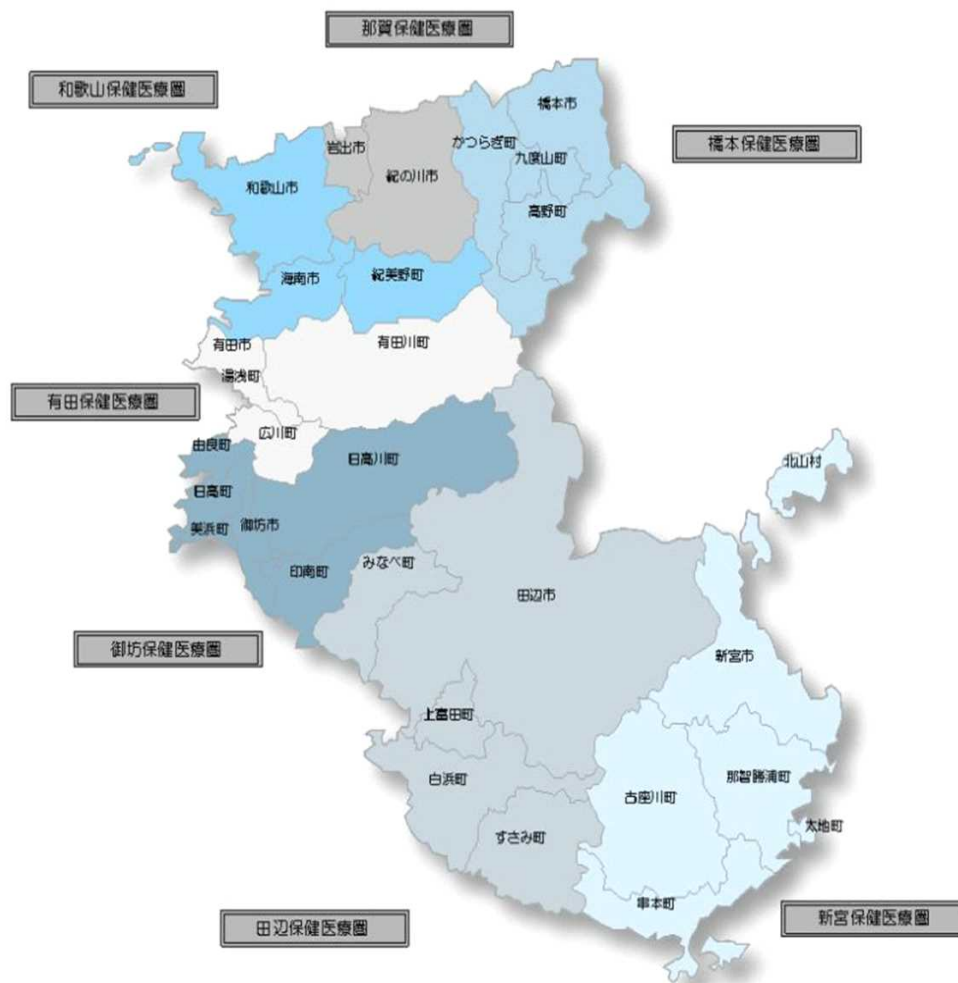 那賀保健医療圏
和歌山保健医療圏
橋本市
岩出市
かつらぎ町
橋本保健医療圏
九度山町
紀の川市
和歌山市
高野町
海南市
紀美野町
有田市
有田川町
湯浅町
有田保健医療圏
広川町
由良町
日高川町
北山村
日高町
美浜町
御坊市
みなべ町
印南町
田辺市
御坊保健医療圏
新宮市
上富田町
白浜町
那智勝浦町
古座川町
太地町
すさみ町
串本町
新宮保健医療圏
田辺保健医療圏